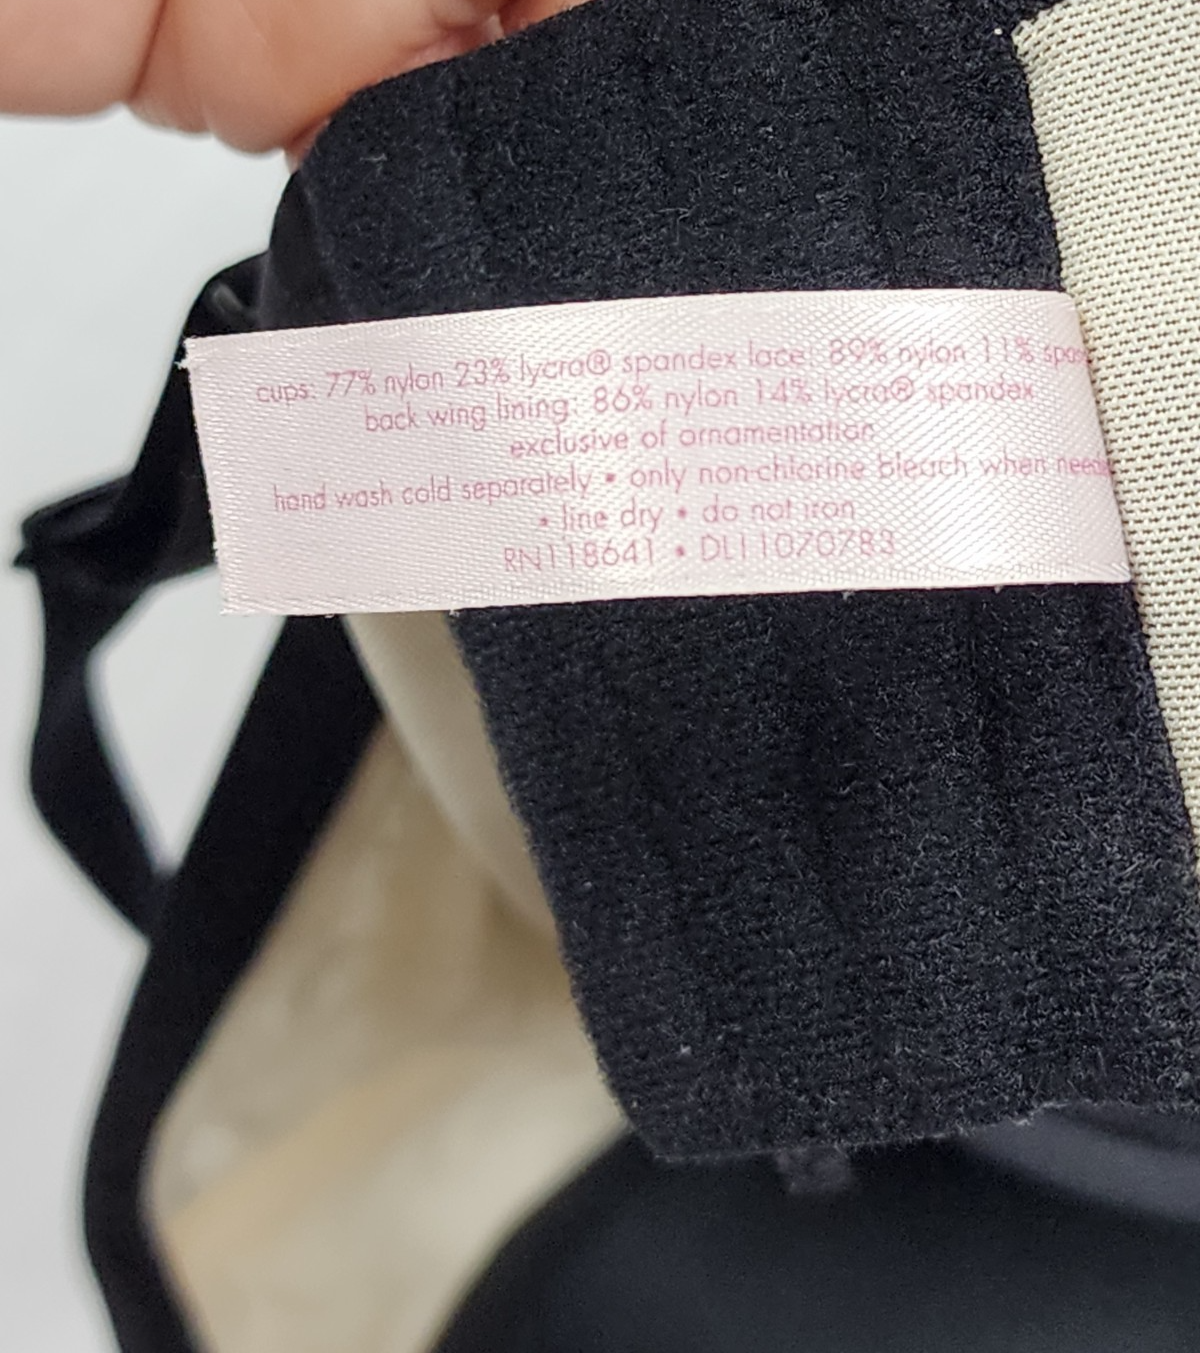 cups: 77% nylon 23% lycra® spandex lace: 89% nylon 11%
back wing lining: 86% nylon 14% lycra® spandex
exclusive of ornamentation
hand wash cold separately • only non-chlorine bleach when
• line dry • do not iron
RN118641 • DL11070783